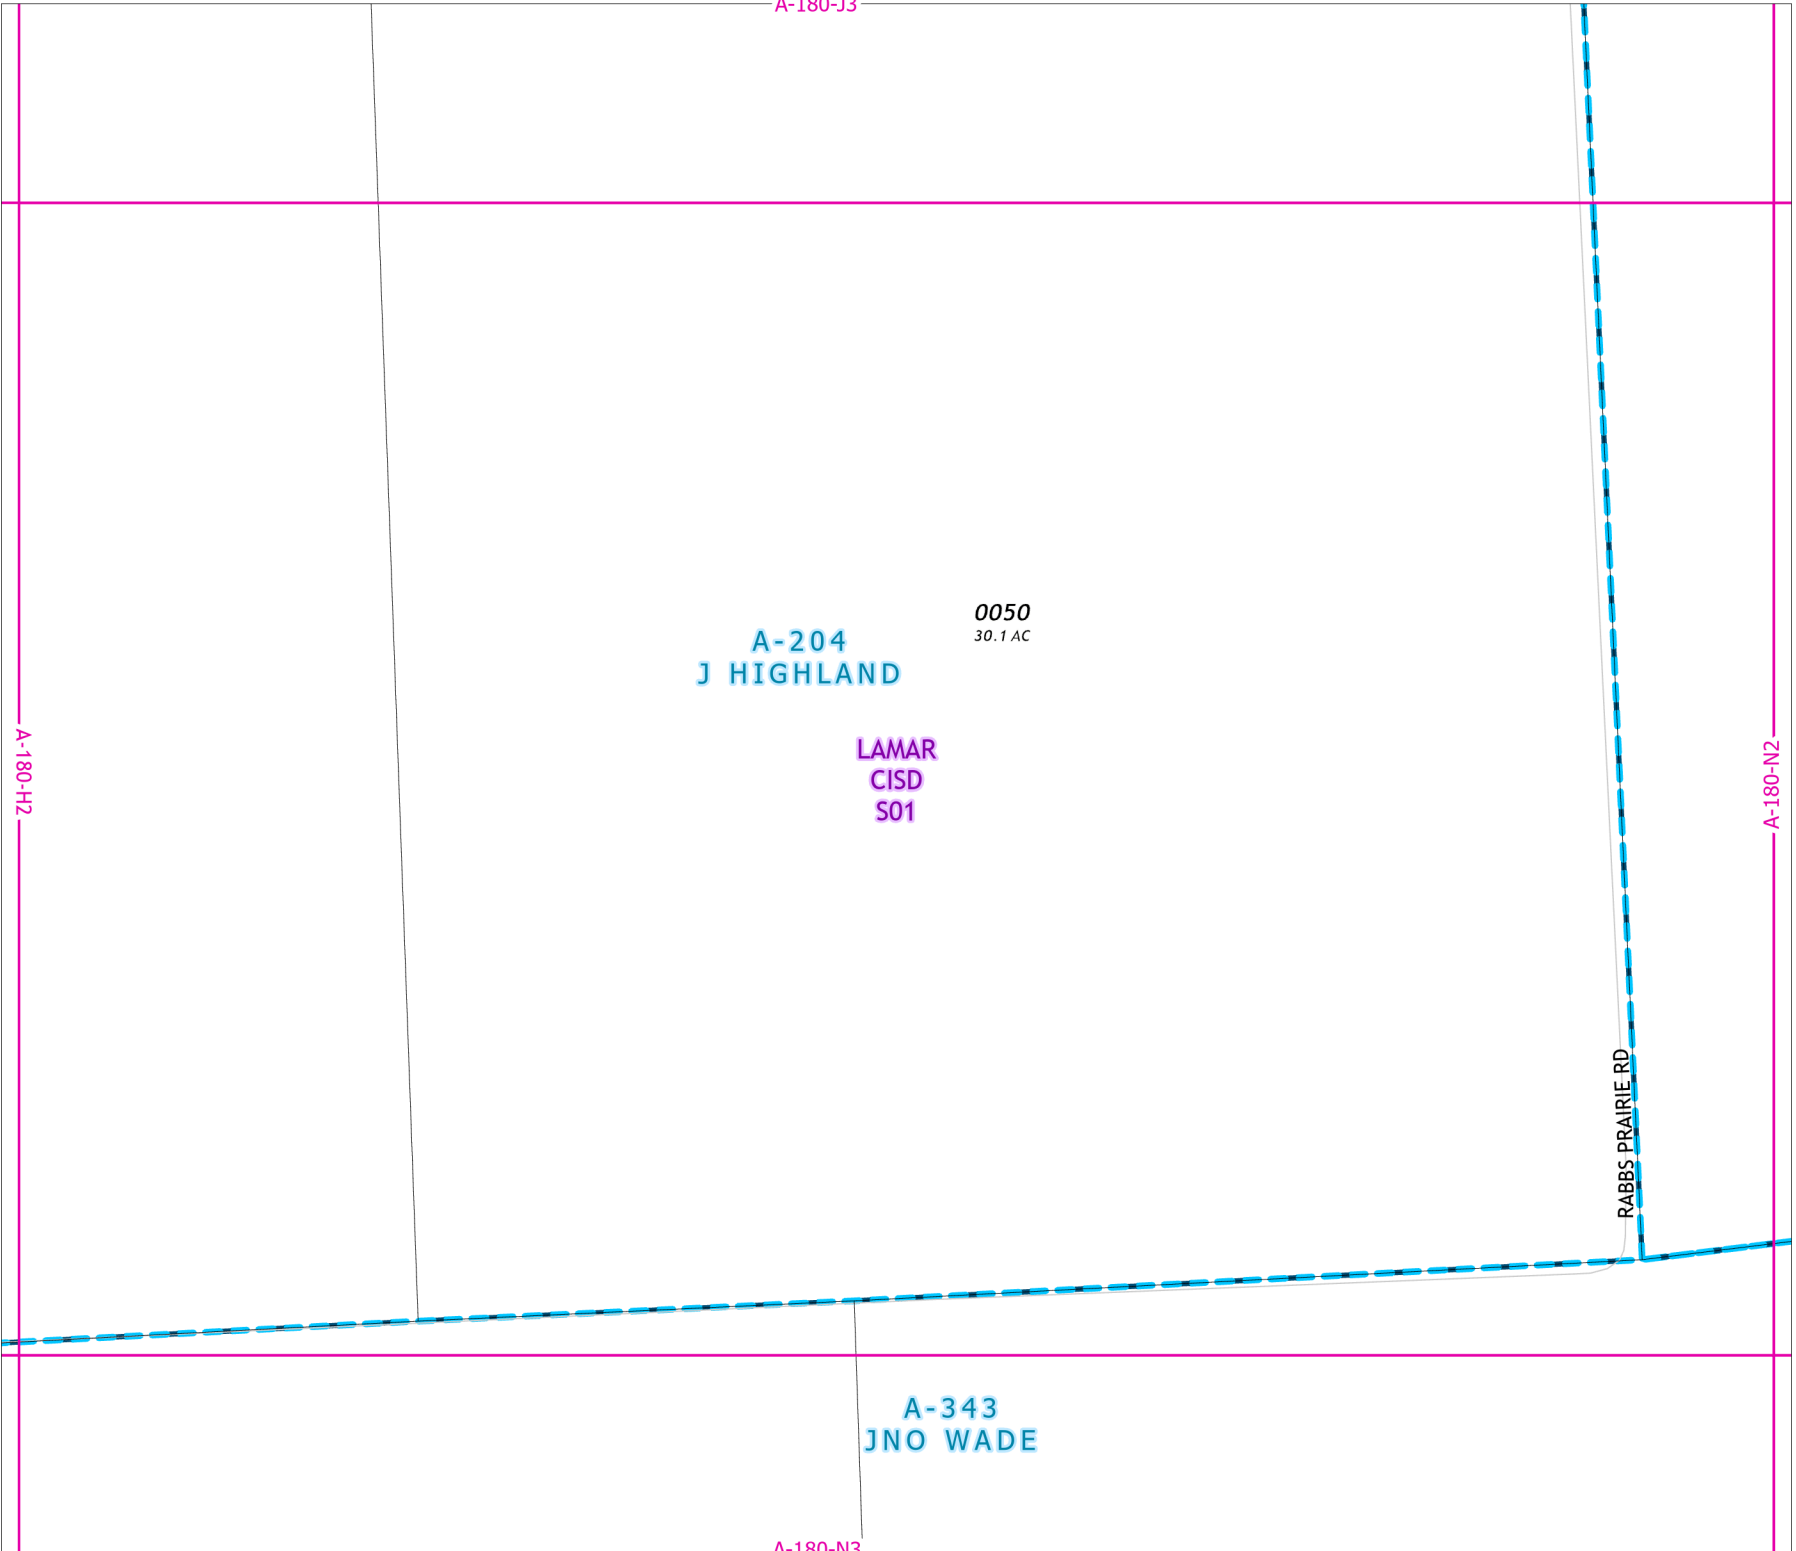 A-180-J3
0050
30.1 AC
A-204
J HIGHLAND
LAMAR
CISD
S01
A-180-H2
A-180-N2
RABBS PRAIRIE RD
A-343
JNO WADE
A-180-N3